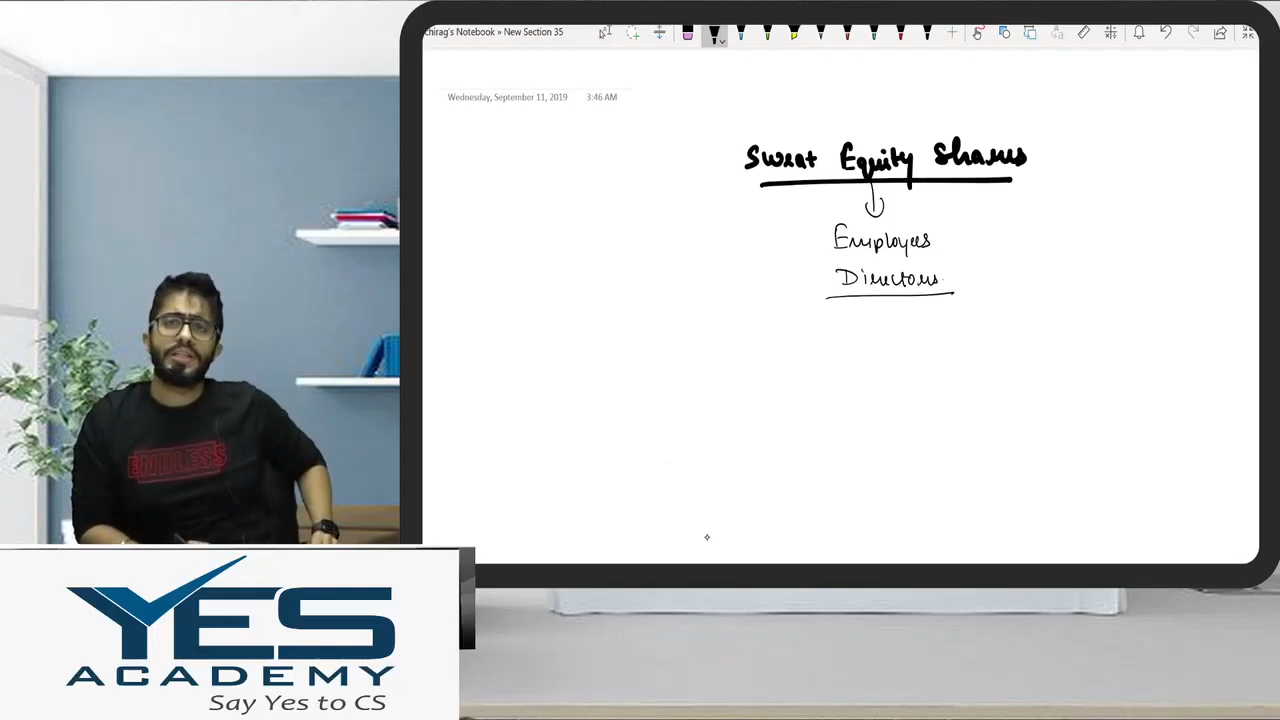 chirag's Notebook » New Section 35
Wednesday, September 11, 2019 3:46 AM
Sweat Equity Shares
Employees
Directors.
ENDLESS
YES
ACADEMY
Say Yes to CS